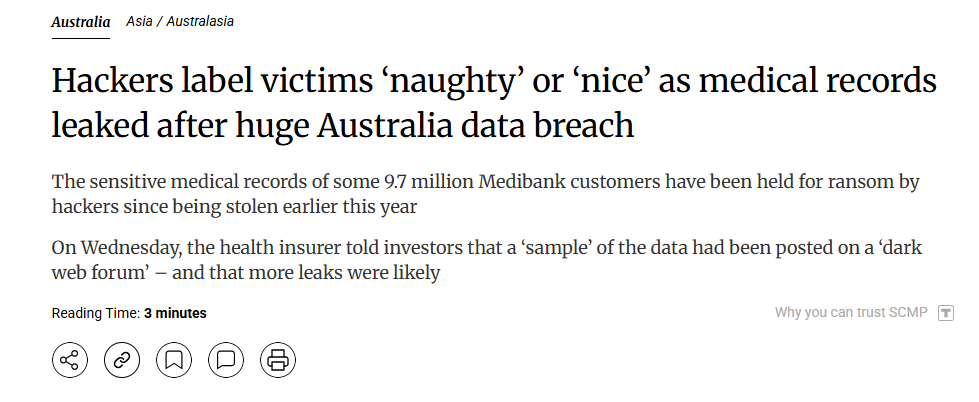 Australia Asia / Australasia
Hackers label victims ‘naughty’ or ‘nice’ as medical records
leaked after huge Australia data breach
The sensitive medical records of some 9.7 million Medibank customers have been held for ransom by
hackers since being stolen earlier this year
On Wednesday, the health insurer told investors that a ‘sample’ of the data had been posted on a ‘dark
web forum’ – and that more leaks were likely
Reading Time: 3 minutes
Why you can trust SCMP